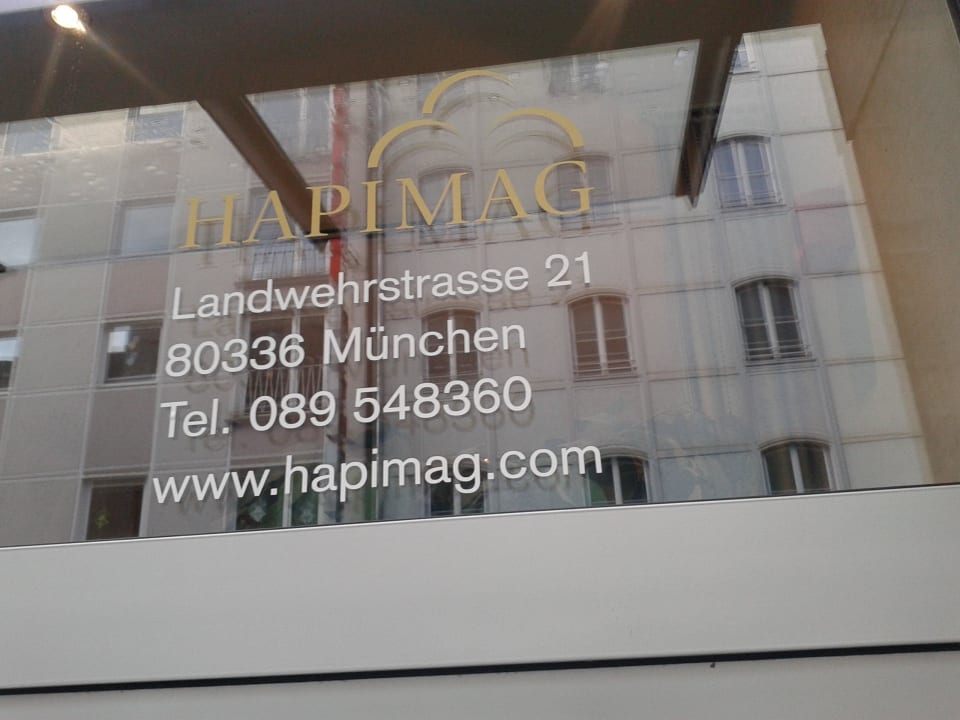 HAPIMAG
Landwehrstrasse 21
80336 München
Tel. 089 548360
www.hapimag.com